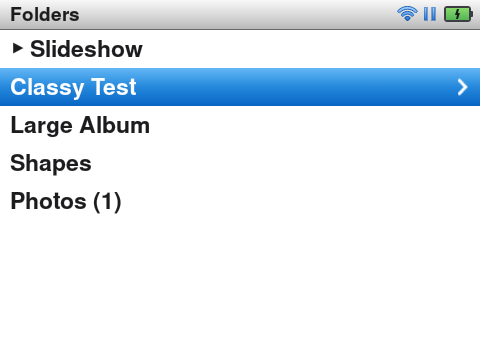 Folders
Slideshow
Classy Test
Large Album
Shapes
Photos (1)